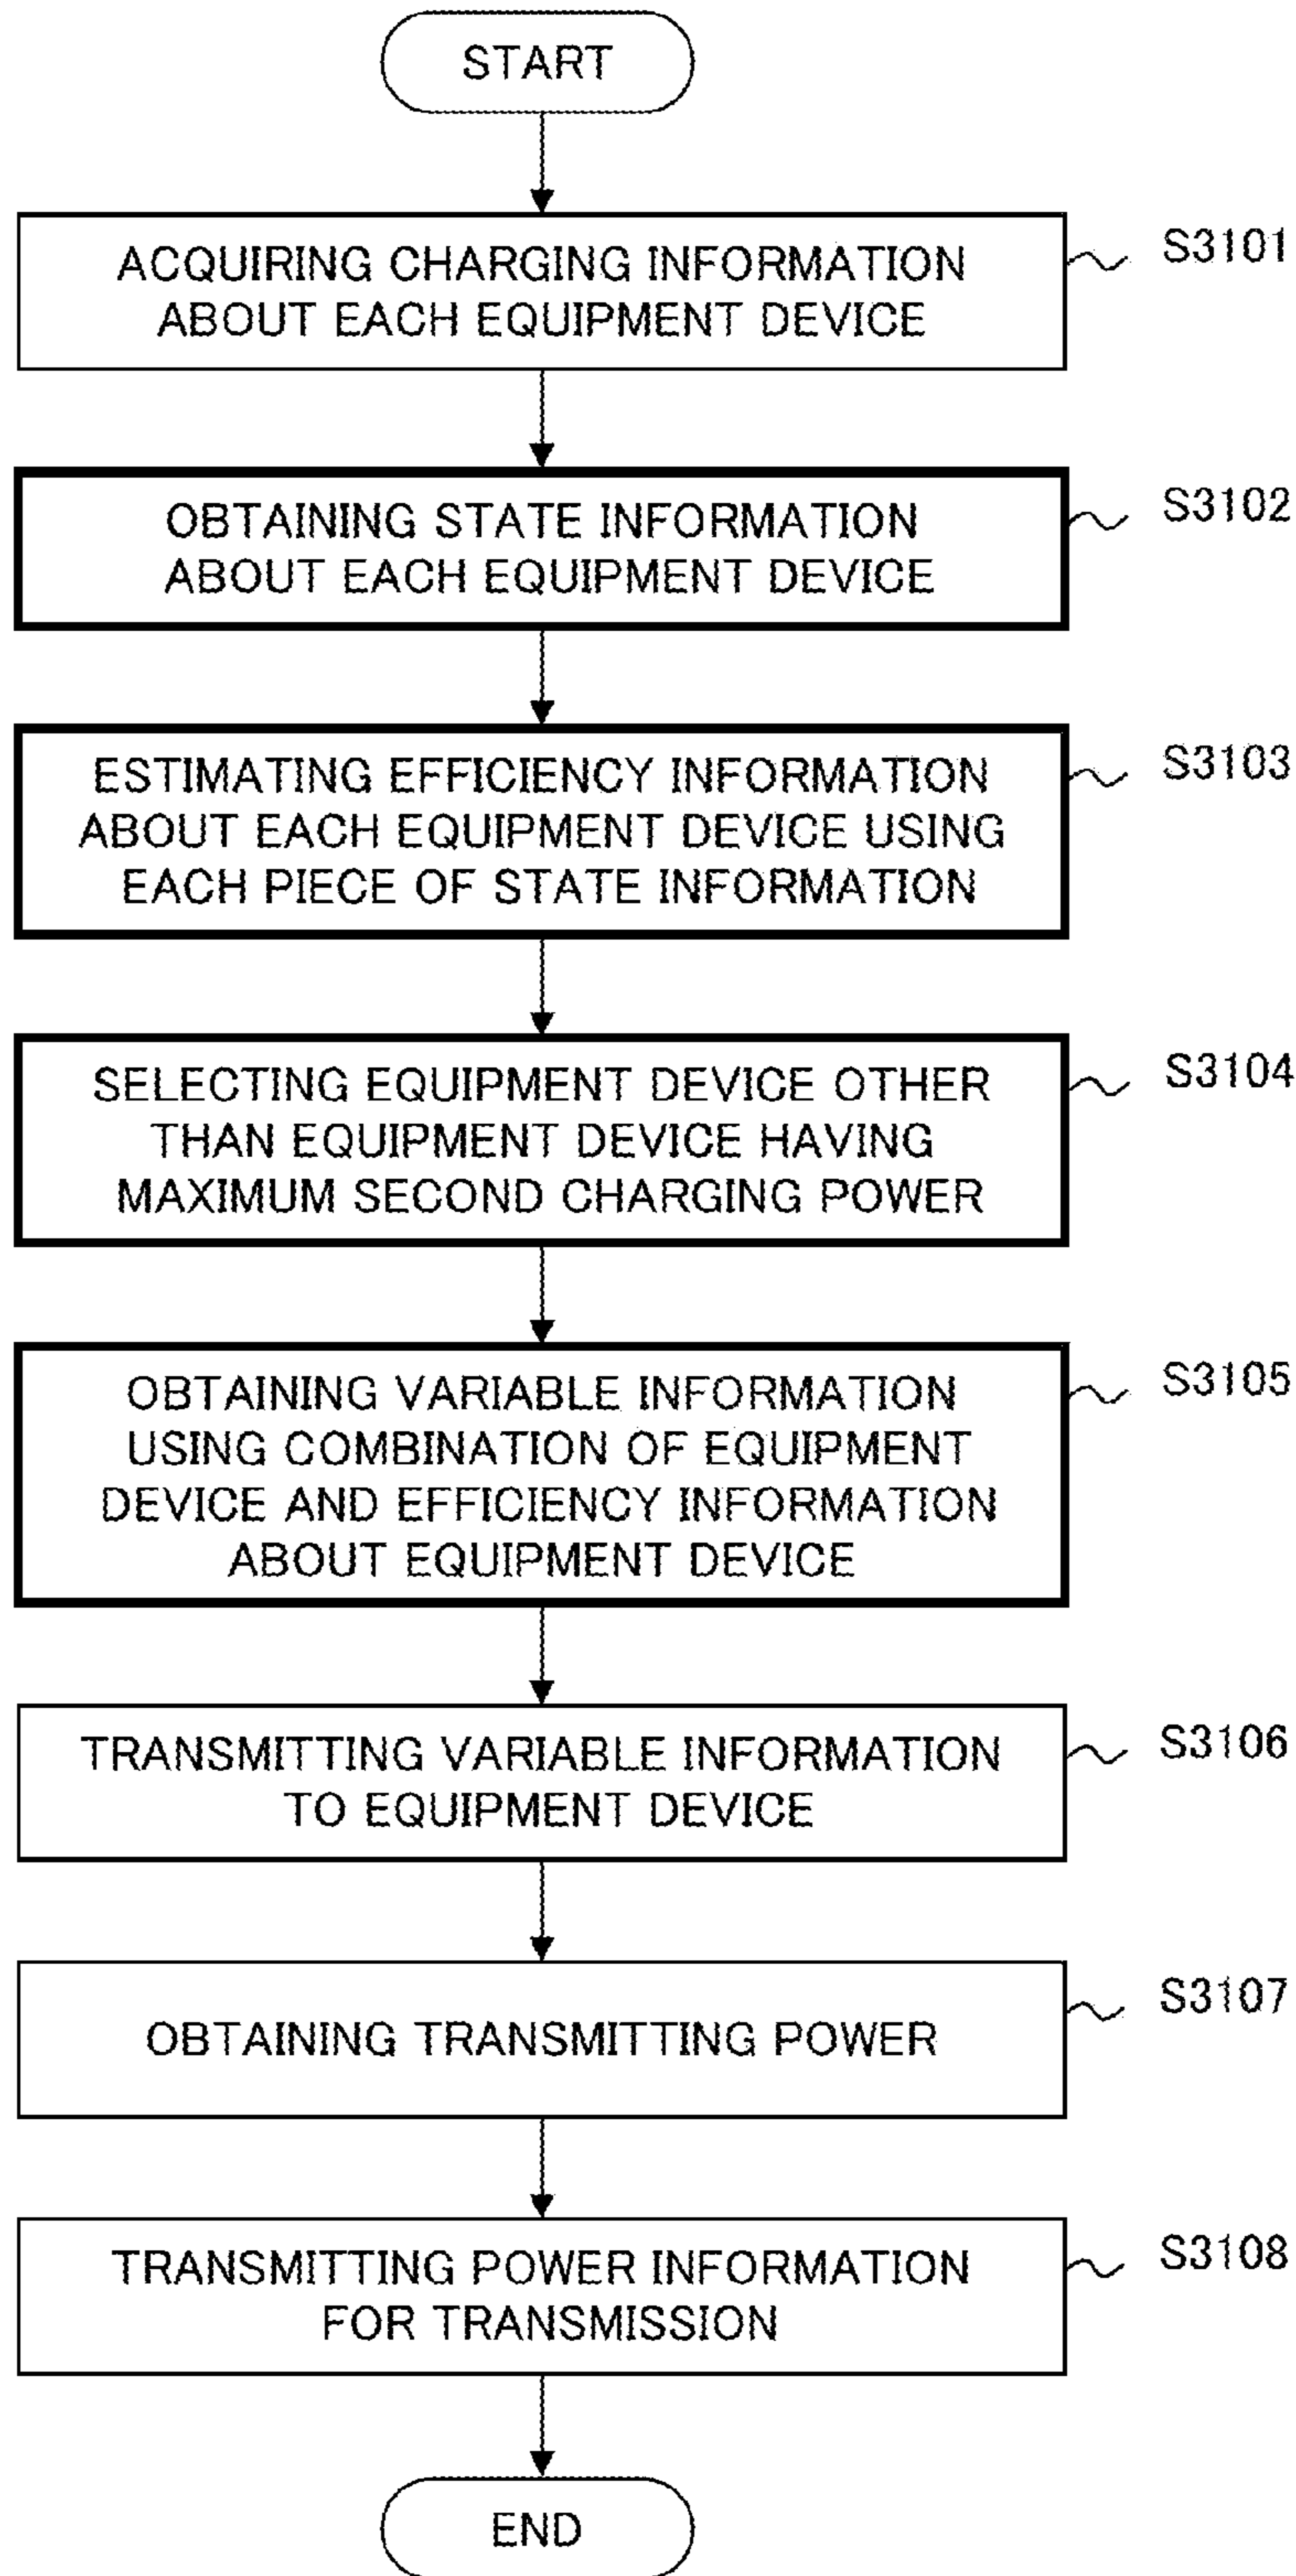 START
ACQUIRING CHARGING INFORMATION
ABOUT EACH EQUIPMENT DEVICE
S3101
OBTAINING STATE INFORMATION
ABOUT EACH EQUIPMENT DEVICE
S3102
ESTIMATING EFFICIENCY INFORMATION
ABOUT EACH EQUIPMENT DEVICE USING
EACH PIECE OF STATE INFORMATION
S3103
SELECTING EQUIPMENT DEVICE OTHER
THAN EQUIPMENT DEVICE HAVING
MAXIMUM SECOND CHARGING POWER
S3104
OBTAINING VARIABLE INFORMATION
USING COMBINATION OF EQUIPMENT
DEVICE AND EFFICIENCY INFORMATION
ABOUT EQUIPMENT DEVICE
S3105
TRANSMITTING VARIABLE INFORMATION
TO EQUIPMENT DEVICE
S3106
OBTAINING TRANSMITTING POWER
S3107
TRANSMITTING POWER INFORMATION
FOR TRANSMISSION
S3108
END